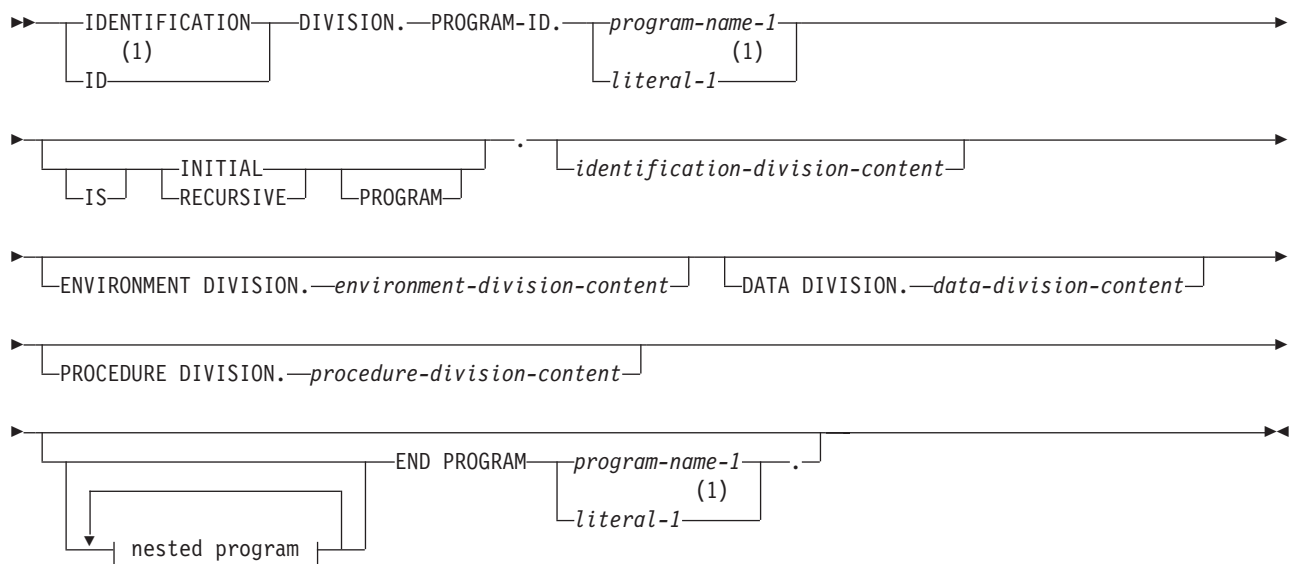 IDENTIFICATION DIVISION. PROGRAM-ID. program-name-1
(1) (1)
ID literal-1
.
INITIAL identification-division-content
IS RECURSIVE PROGRAM
ENVIRONMENT DIVISION. environment-division-content DATA DIVISION. data-division-content
PROCEDURE DIVISION. procedure-division-content
END PROGRAM program-name-1 .
(1)
literal-1
nested program